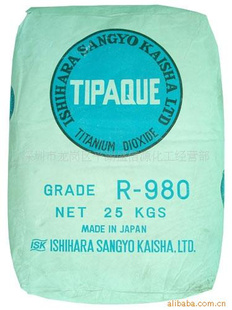 ISHIHARA SANGYO KAISHA LTD
TIPAQUE
TITANIUM DIOXIDE
GRADE R-980
NET 25 KGS
MADE IN JAPAN
ISK ISHIHARA SANGYO KAISHA, LTD.
alibaba.com.cn